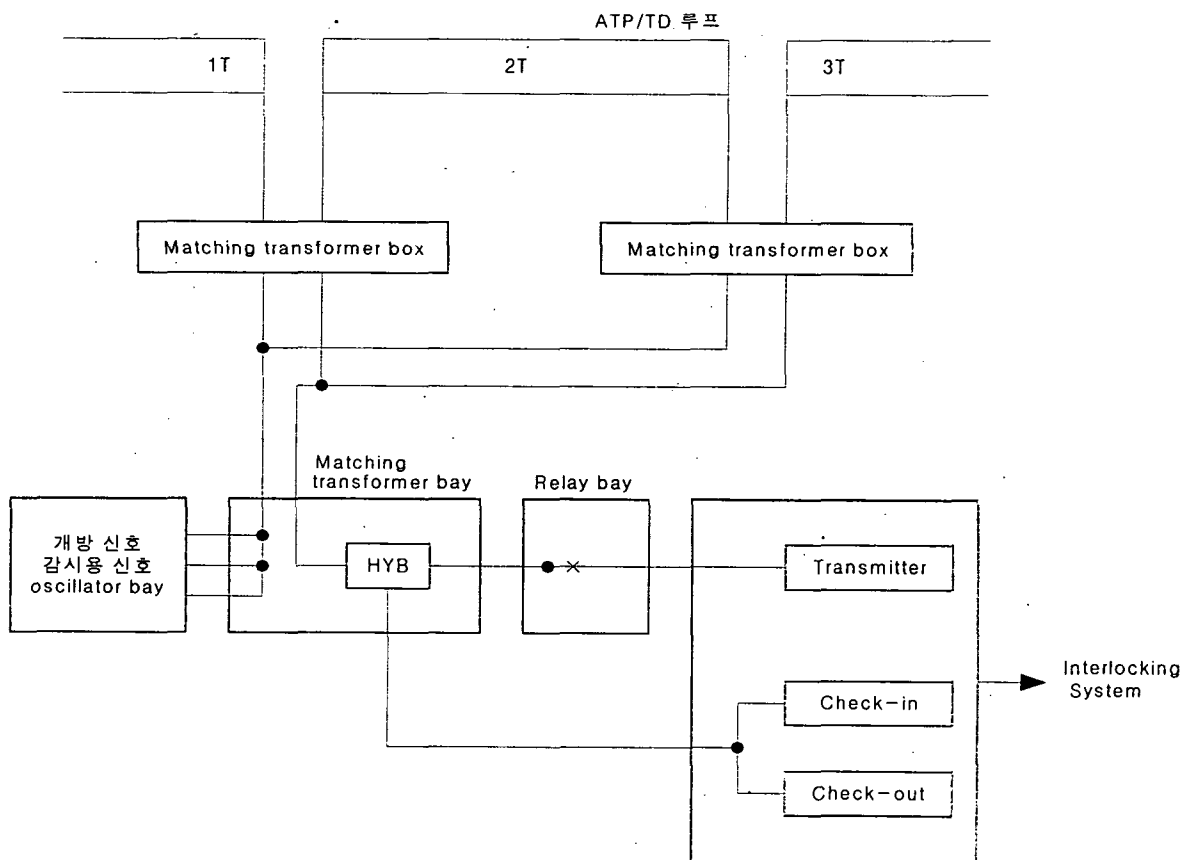 ATP/TD 루프
1T
2T
3T
Matching transformer box
Matching transformer box
Matching
transformer bay
Relay bay
개방 신호
감시용 신호
oscillator bay
HYB
Transmitter
Check-in
Check-out
Interlocking
System